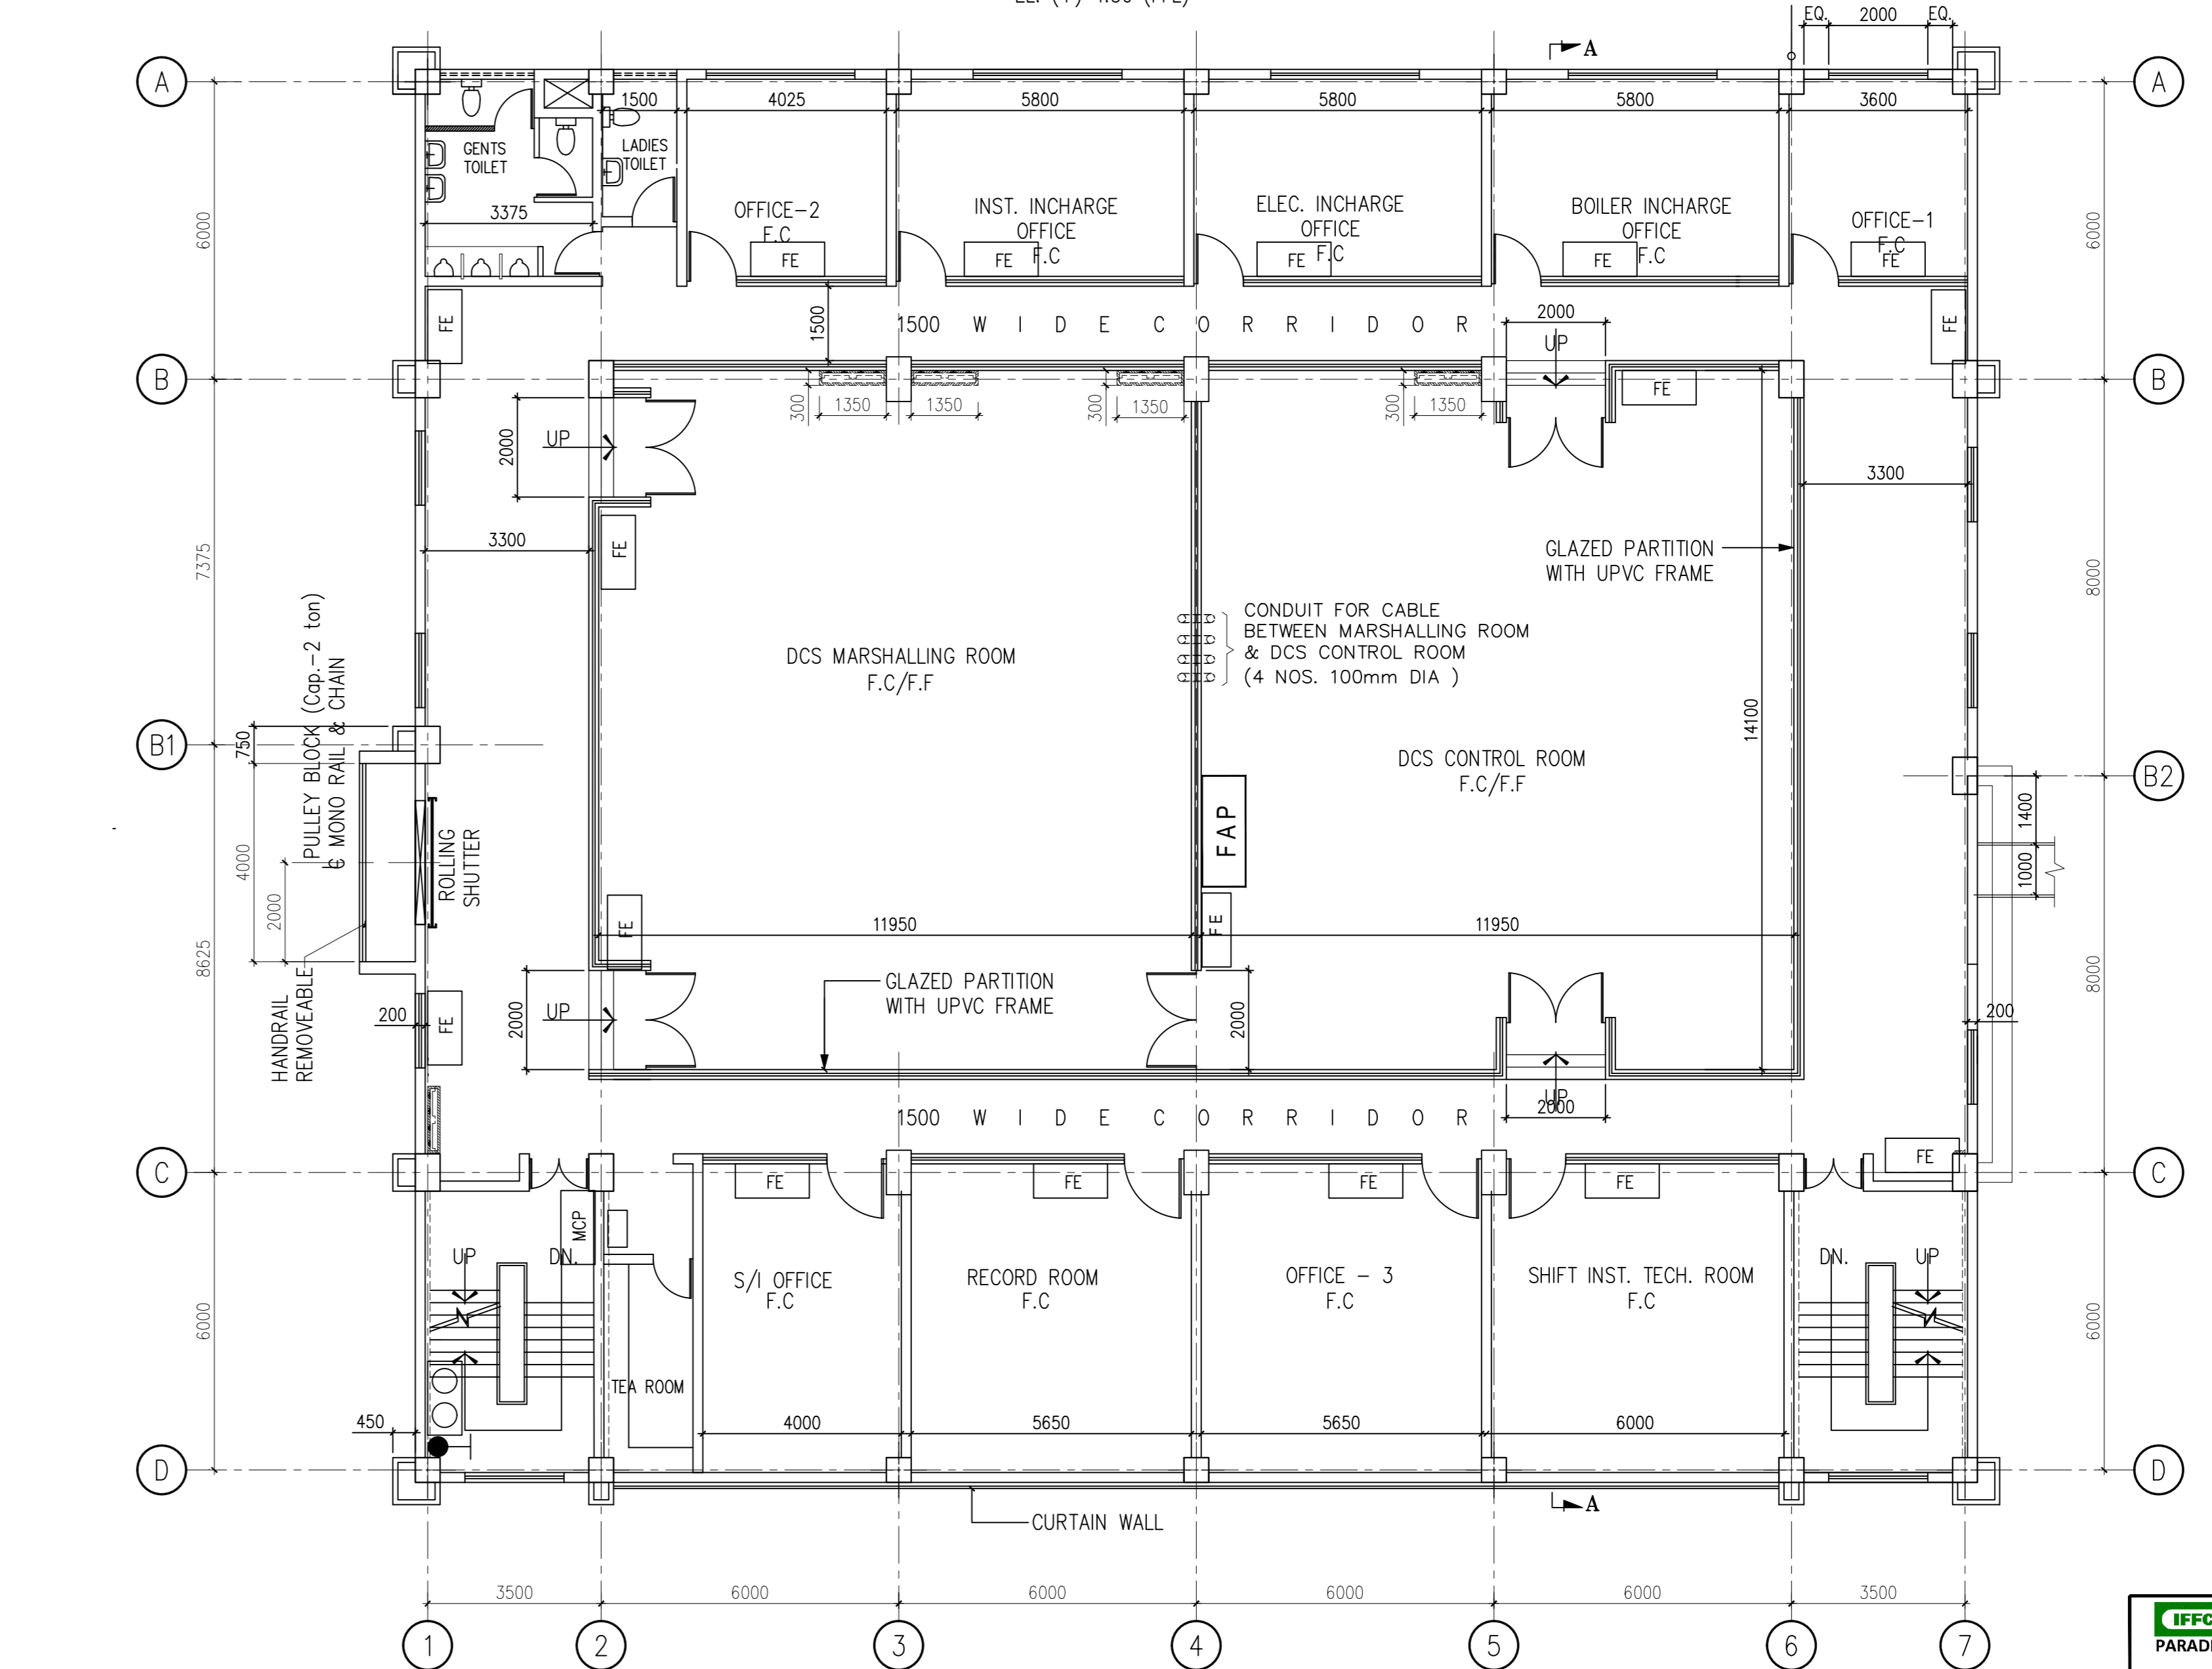 EQ. 2000 EQ.
A
A
A
1500 4025 5800 5800 5800 3600
GENTS
TOILET
LADIES
TOILET
3375
OFFICE-2
F.C
FE
INST. INCHARGE
OFFICE
F.C
FE
ELEC. INCHARGE
OFFICE
F.C
FE
BOILER INCHARGE
OFFICE
F.C
FE
OFFICE-1
F.C
FE
6000
6000
FE
1500
1500 WIDE CORRIDOR
2000
UP
FE
B
B
300 1350 1350 300 1350 300 1350
FE
2000
UP
3300
3300
FE
7375
8000
GLAZED PARTITION
WITH UPVC FRAME
CONDUIT FOR CABLE
BETWEEN MARSHALLING ROOM
& DCS CONTROL ROOM
(4 NOS. 100mm DIA )
DCS MARSHALLING ROOM
F.C/F.F
14100
PULLEY BLOCK (Cap.-2 ton)
MONO RAIL & CHAIN
B1
750
DCS CONTROL ROOM
F.C/F.F
B2
1400
1000
FAP
ROLLING
SHUTTER
4000
2000
FE
11950
FE
11950
8625
8000
HANDRAIL
REMOVEABLE
GLAZED PARTITION
WITH UPVC FRAME
200
FE
2000
UP
2000
200
UP
2000
1500 WIDE CORRIDOR
C
C
FE
FE
FE
FE
FE
MCP
UP DN.
DN. UP
S/I OFFICE
F.C
RECORD ROOM
F.C
OFFICE - 3
F.C
SHIFT INST. TECH. ROOM
F.C
6000
6000
TEA ROOM
450
4000 5650 5650 6000
D
D
A
CURTAIN WALL
3500 6000 6000 6000 6000 3500
1 2 3 4 5 6 7